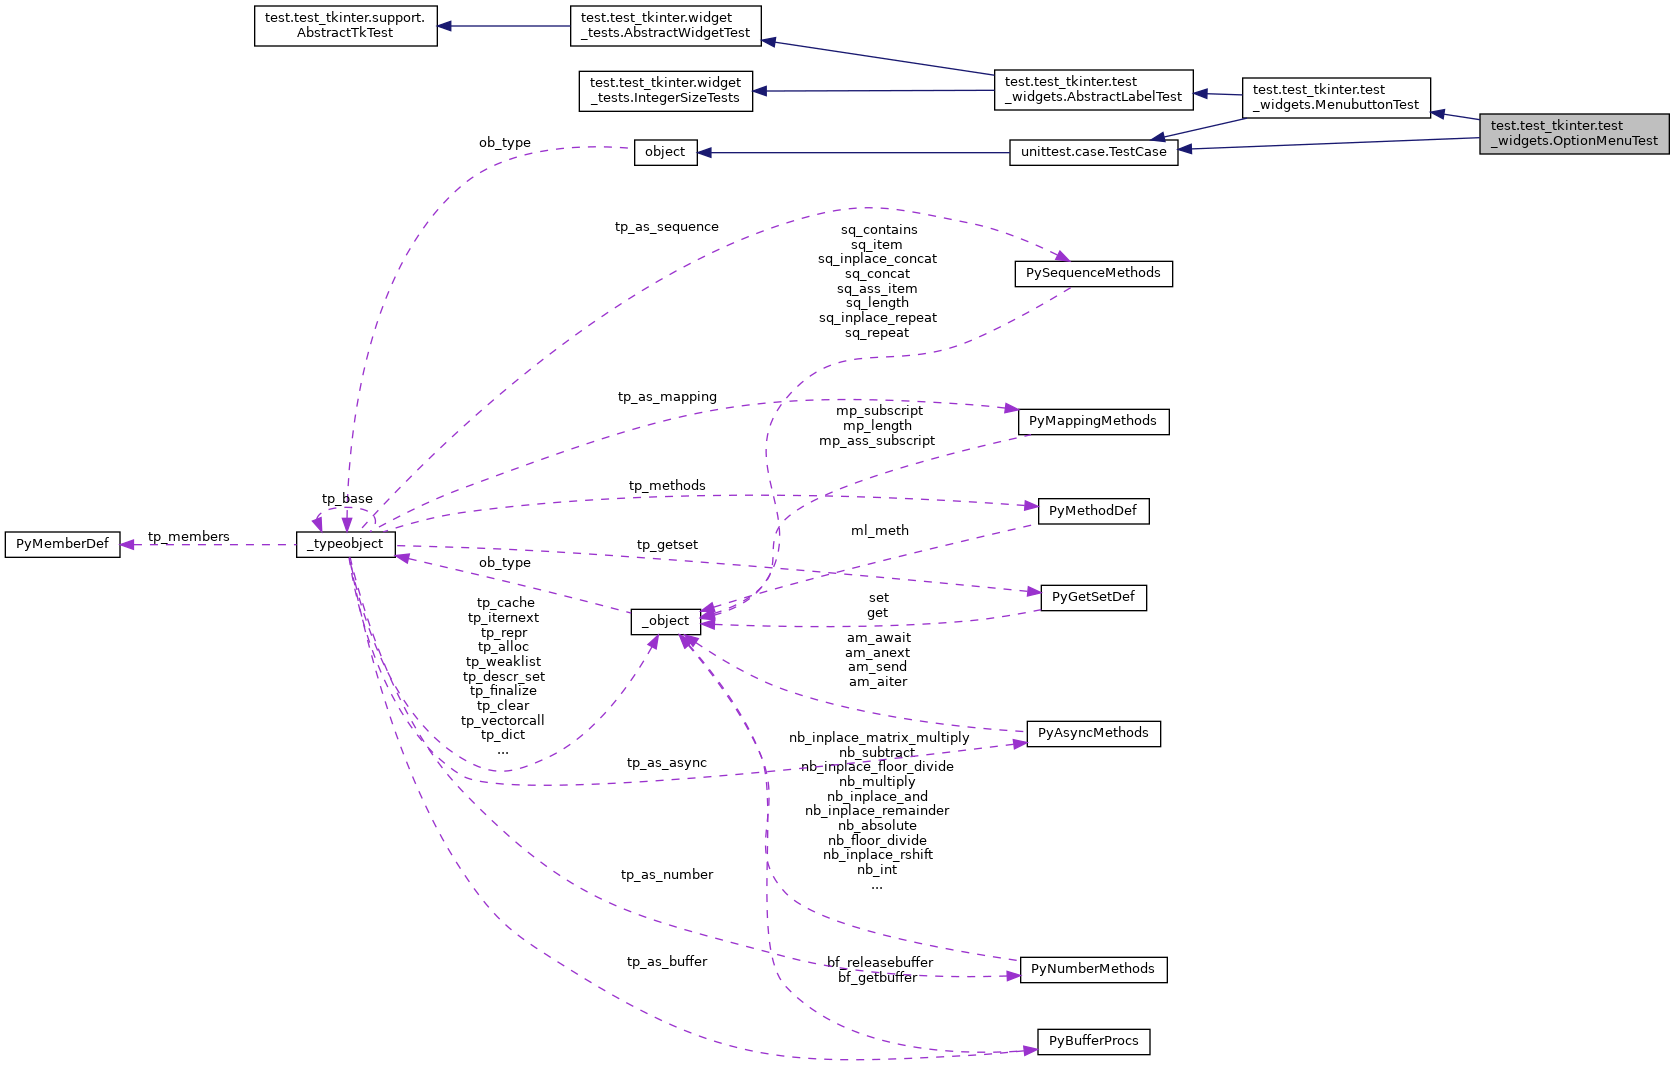 test.test_tkinter.support.
AbstractTkTest
test.test_tkinter.widget
_tests.AbstractWidgetTest
test.test_tkinter.widget
_tests.IntegerSizeTests
test.test_tkinter.test
_widgets.AbstractLabelTest
test.test_tkinter.test
_widgets.MenubuttonTest
test.test_tkinter.test
_widgets.OptionMenuTest
ob_type
object
unittest.case.TestCase
tp_as_sequence
sq_contains
sq_item
sq_inplace_concat
sq_concat
sq_ass_item
sq_length
sq_inplace_repeat
sq_repeat
PySequenceMethods
tp_as_mapping
mp_subscript
mp_length
mp_ass_subscript
PyMappingMethods
tp_base
tp_methods
PyMethodDef
PyMemberDef
tp_members
_typeobject
ml_meth
tp_getset
ob_type
PyGetSetDef
set
get
_object
tp_cache
tp_iternext
tp_repr
tp_alloc
tp_weaklist
tp_descr_set
tp_finalize
tp_clear
tp_vectorcall
tp_dict
...
am_await
am_anext
am_send
am_aiter
PyAsyncMethods
tp_as_async
nb_inplace_matrix_multiply
nb_subtract
nb_inplace_floor_divide
nb_multiply
nb_inplace_and
nb_inplace_remainder
nb_absolute
nb_floor_divide
nb_inplace_rshift
nb_int
...
tp_as_number
tp_as_buffer
bf_releasebuffer
bf_getbuffer
PyNumberMethods
PyBufferProcs